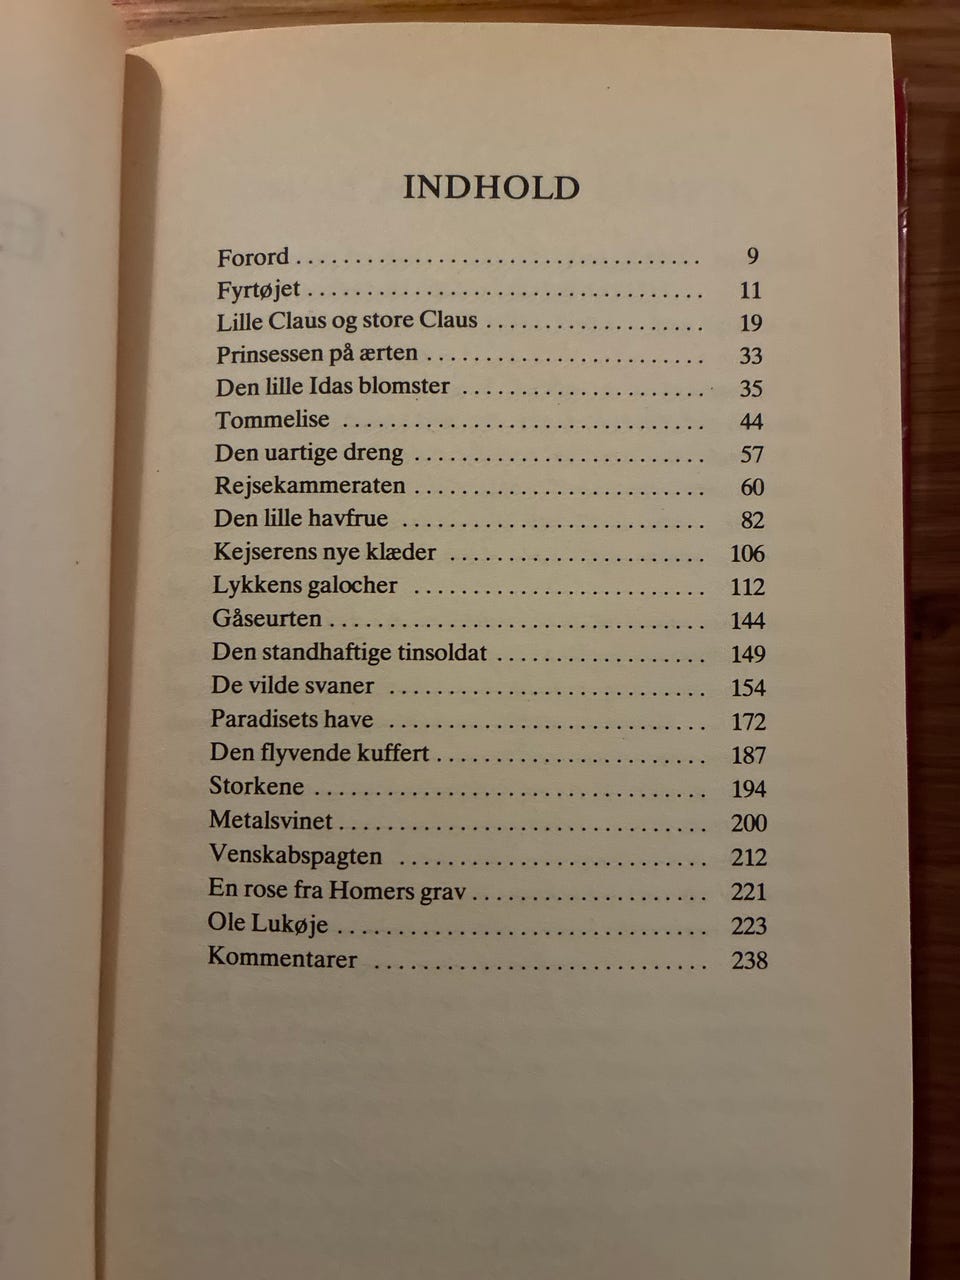 INDHOLD
Forord .................................. 9
Fyrtøjet .................................. 11
Lille Claus og store Claus ................... 19
Prinsessen på ærten ........................ 33
Den lille Idas blomster ..................... 35
Tommelise ............................... 44
Den uartige dreng ......................... 57
Rejsekammeraten ......................... 60
Den lille havfrue .......................... 82
Kejserens nye klæder ...................... 106
Lykkens galocher ......................... 112
Gåseurten ................................ 144
Den standhaftige tinsoldat .................. 149
De vilde svaner ........................... 154
Paradisets have ........................... 172
Den flyvende kuffert ....................... 187
Storkene ................................. 194
Metalsvinet ............................... 200
Venskabspagten .......................... 212
En rose fra Homers grav .................... 221
Ole Lukøje ............................... 223
Kommentarer ............................ 238